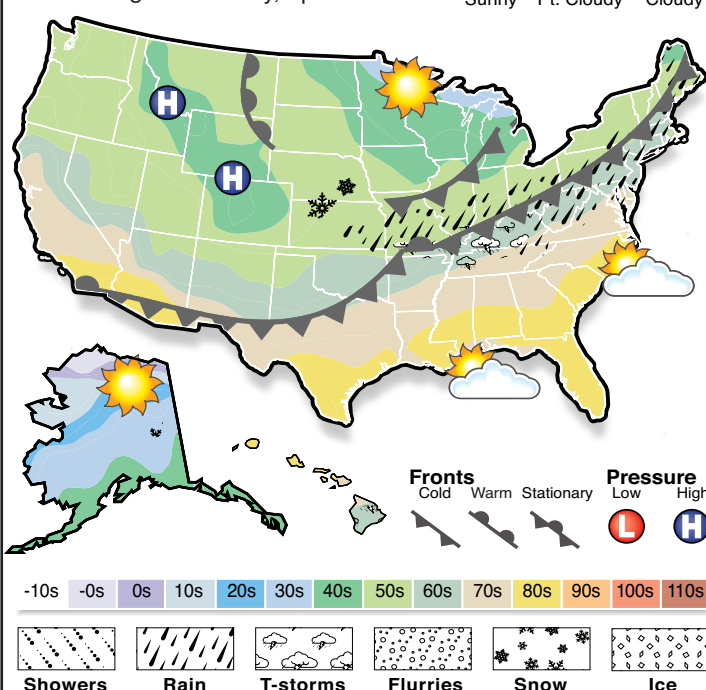 Sunny Pt. Cloudy Cloudy
H
H
Fronts
Cold Warm Stationary
Pressure
Low High
L H
-10s -0s 0s 10s 20s 30s 40s 50s 60s 70s 80s 90s 100s 110s
Showers Rain T-storms Flurries Snow Ice